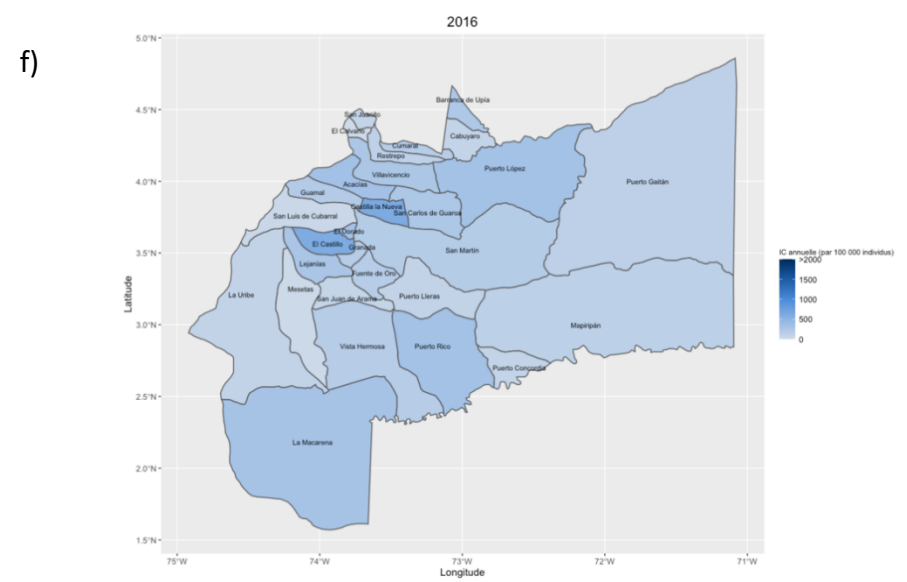 2016
f)
5.0°N
4.5°N
4.0°N
3.5°N
3.0°N
2.5°N
2.0°N
1.5°N
Latitude
Barranca de Upía
San Juanito
El Calvario
Cabuyaro
Cumaral
Restrepo
Puerto López
Villavicencio
Puerto Gaitán
Acacías
Guamal
Castilla la Nueva
San Carlos de Guaroa
San Luis de Cubarral
El Dorado
El Castillo
Granada
San Martín
Lejanías
Fuente de Oro
La Uribe
Mesetas
San Juan de Arama
Puerto Lleras
Mapiripán
Vista Hermosa
Puerto Rico
Puerto Concordia
La Macarena
IC annuelle (par 100 000 individus)
>2000
1500
1000
500
0
75°W
74°W
73°W
72°W
71°W
Longitude